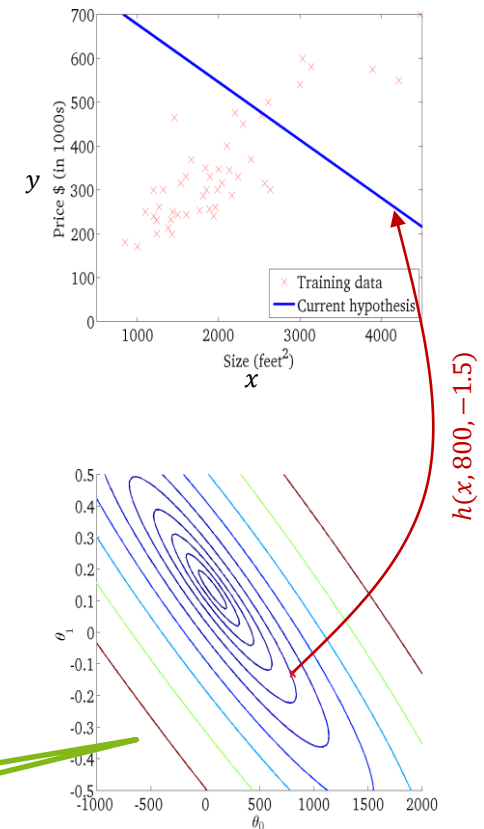 700
600
500
400
300
200
100
0
y
Price $ (in 1000s)
× Training data
Current hypothesis
1000 2000 3000 4000
Size (feet²)
x
h(x, 800, −1.5)
0.5
0.4
0.3
0.2
0.1
0
-0.1
-0.2
-0.3
-0.4
-0.5
θ₁
-1000 -500 0 500 1000 1500 2000
θ₀